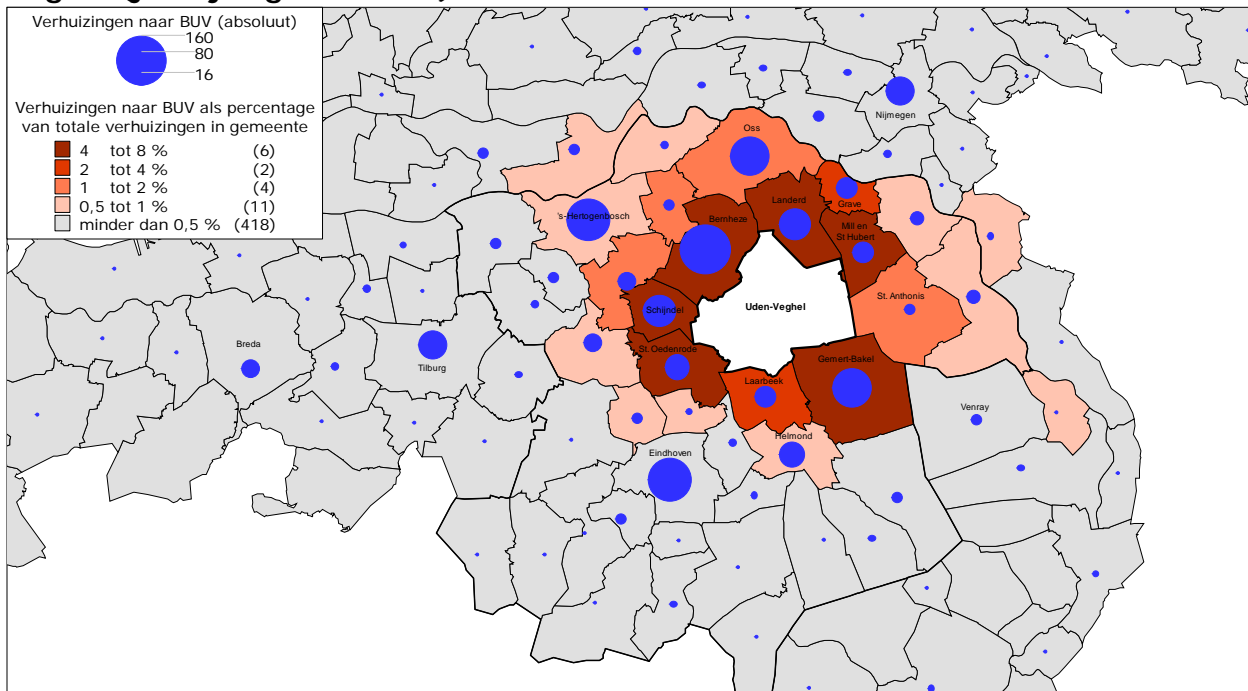 Verhuizingen naar BUV (absoluut)
160
80
16
Verhuizingen naar BUV als percentage
van totale verhuizingen in gemeente
4 tot 8 % (6)
2 tot 4 % (2)
1 tot 2 % (4)
0,5 tot 1 % (11)
minder dan 0,5 % (418)
Nijmegen
Oss
Landerd
Grave
's-Hertogenbosch
Bernheze
Mill en
St Hubert
St. Anthonis
Uden-Veghel
Schijndel
Breda
Tilburg
St. Oedenrode
Gemert-Bakel
Laarbeek
Venray
Helmond
Eindhoven